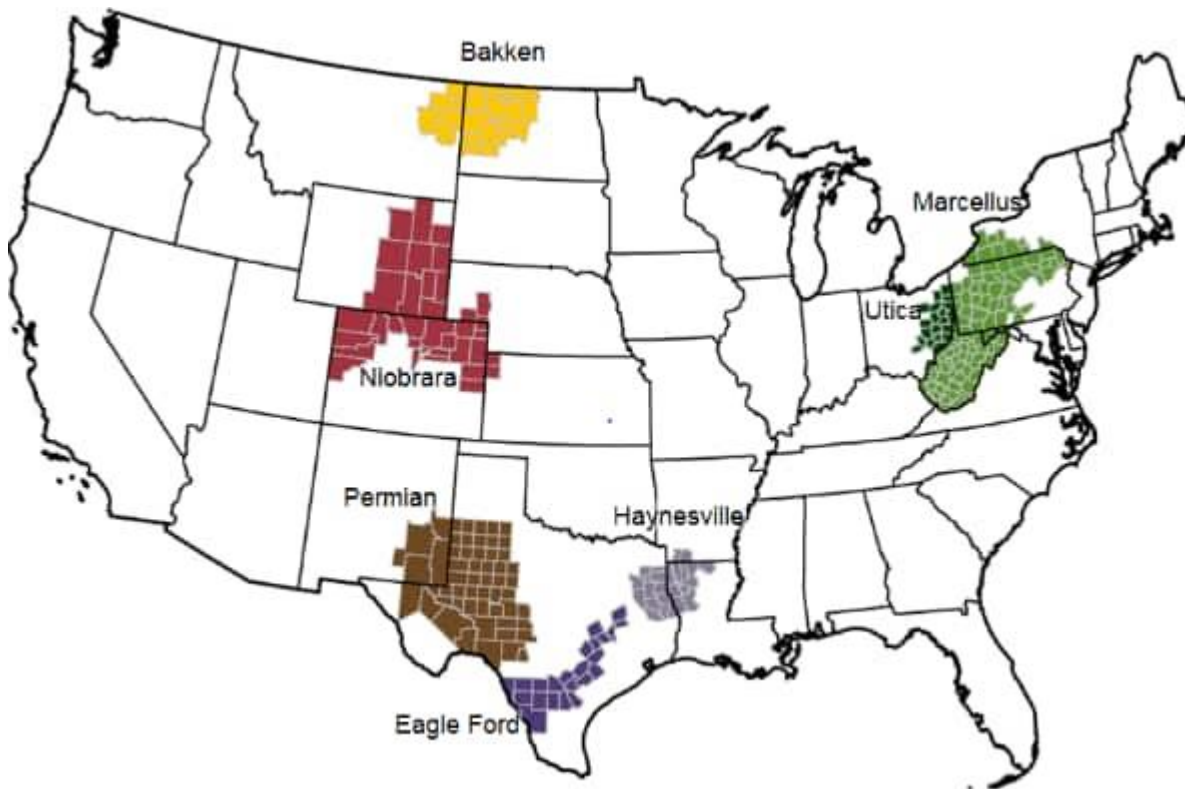 Bakken
Marcellus
Utica
Niobrara
Permian
Haynesville
Eagle Ford